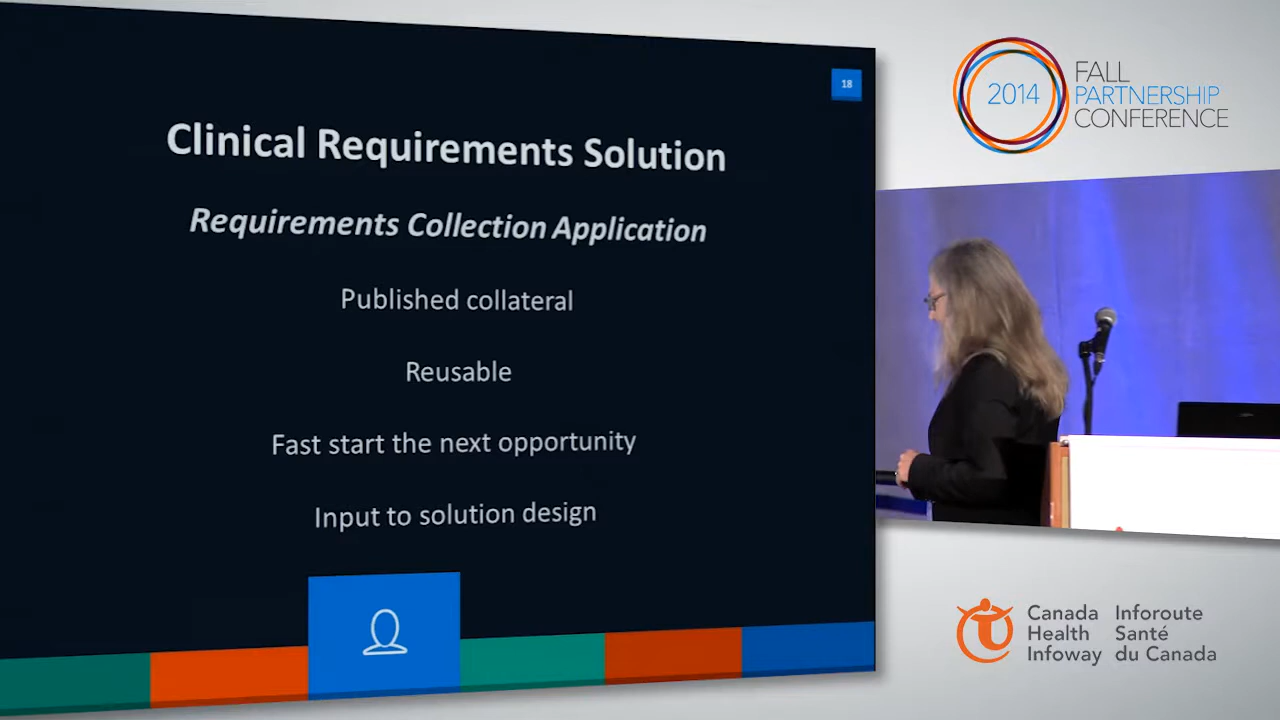 18
Clinical Requirements Solution
Requirements Collection Application
Published collateral
Reusable
Fast start the next opportunity
Input to solution design
2014
FALL
PARTNERSHIP
CONFERENCE
Canada
Health
Infoway
Inforoute
Santé
du Canada